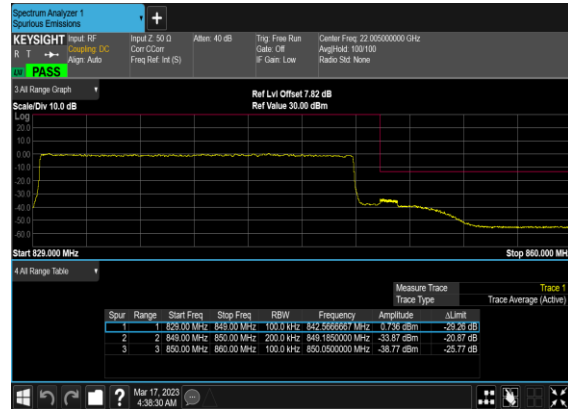 Spectrum Analyzer 1
Spurious Emissions
+
KEYSIGHT Input: RF Input Z: 50 Ω Atten: 40 dB Trig: Free Run Center Freq: 22.005000000 GHz
R T Coupling: DC Corr CCorr Gate: Off Avg|Hold: 100/100
Align: Auto Freq Ref: Int (S) IF Gain: Low Radio Std: None
LW PASS
3 All Range Graph Ref Lvl Offset 7.82 dB
Scale/Div 10.0 dB Ref Value 30.00 dBm
Log
20.0
10.0
0.00
-10.0
-20.0
-30.0
-40.0
-50.0
-60.0
Start 829.000 MHz Stop 860.000 MH
4 All Range Table
Measure Trace Trace 1
Trace Type Trace Average (Active)
Spur Range Start Freq Stop Freq RBW Frequency Amplitude ΔLimit
1 1 829.00 MHz 849.00 MHz 100.0 kHz 842.5666667 MHz 0.736 dBm -29.26 dB
2 2 849.00 MHz 850.00 MHz 200.0 kHz 849.1850000 MHz -33.87 dBm -20.87 dB
3 3 850.00 MHz 860.00 MHz 100.0 kHz 850.0500000 MHz -38.77 dBm -25.77 dB
? Mar 17, 2023
4:38:30 AM